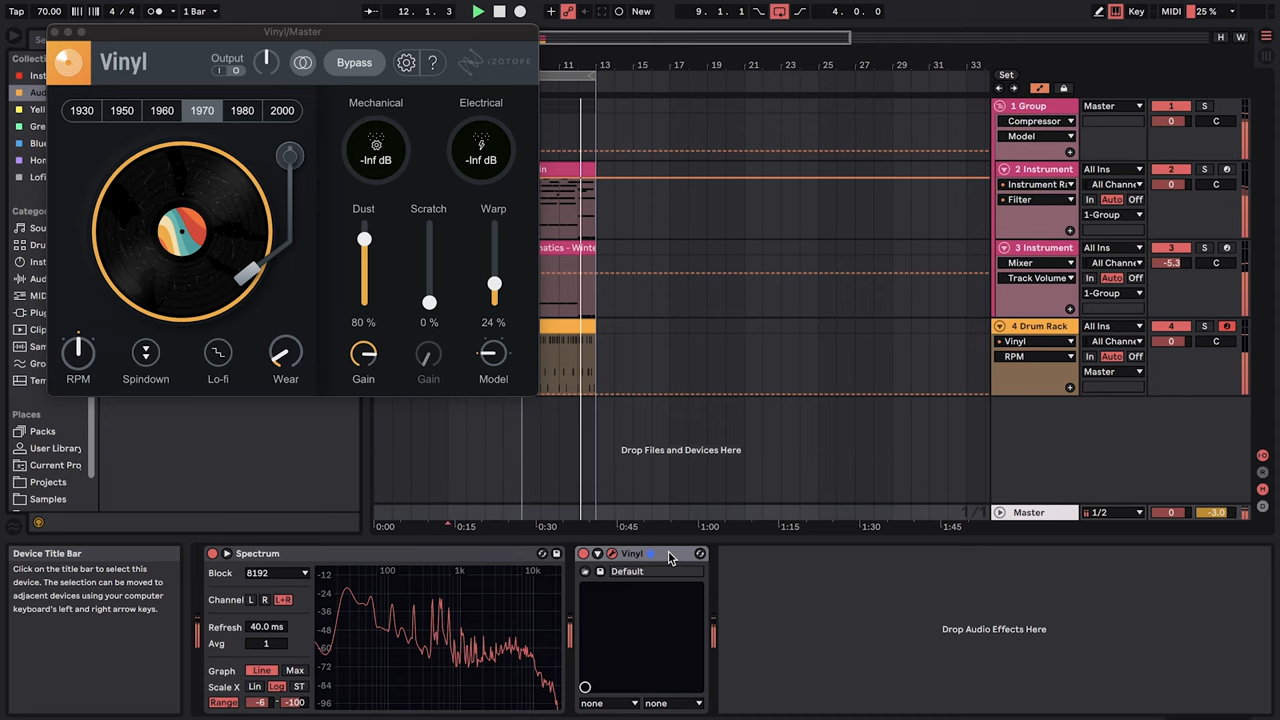 Tap 70.00 4 / 4 1 Bar 12. 1. 3 New 9. 1. 1 4. 0. 0 Key MIDI 25 %
Vinyl/Master
Vinyl
Output
I O
Bypass
?
iZOTOPE
1930 1950 1960 1970 1980 2000
Mechanical
Electrical
-Inf dB
-Inf dB
Dust
Scratch
Warp
80 %
0 %
24 %
RPM
Spindown
Lo-fi
Wear
Gain
Gain
Model
H W
11 13 15 17 19 21 23 25 27 29 31 33
Set
1 Group Master 1 S
Compressor 0 C
Model
2 Instrument All Ins 2 S
All Channe 0 C
Filter In Auto Off
1-Group
3 Instrument All Ins 3 S
Mixer All Channe -5.3 C
Track Volume In Auto Off
1-Group
4 Drum Rack All Ins 4 S
Vinyl All Channe 0 C
RPM In Auto Off
Master
Drop Files and Devices Here
1/1 Master 1/2 0 -3.0
0:00 0:15 0:30 0:45 1:00 1:15 1:30 1:45
Places
Packs
User Library
Current Pro
Projects
Samples
Device Title Bar
Click on the title bar to select this
device. The selection can be moved to
adjacent devices using your computer
keyboard's left and right arrow keys.
Spectrum
Block 8192
Channel L R L+R
Refresh 40.0 ms
Avg 1
Graph Line Max
Scale X Lin Log ST
Range -6 -100
100 1k 10k
-12
-24
-36
-48
-60
-72
-84
-96
Vinyl
Default
none none
Drop Audio Effects Here